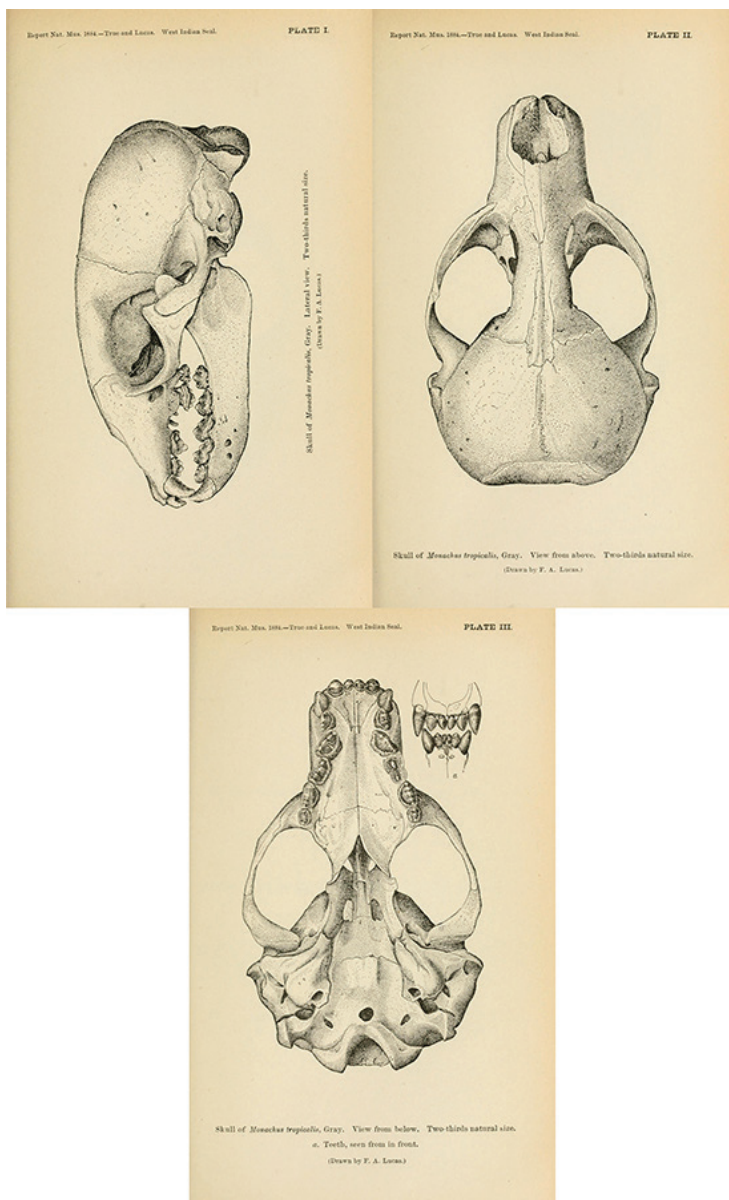 Report Nat. Mus. 1884.—True and Lucas. West Indian Seal. PLATE I.
Skull of Monachus tropicalis, Gray. Lateral view. Two-thirds natural size.
(Drawn by F. A. Lucas.)
Report Nat. Mus. 1884.—True and Lucas. West Indian Seal. PLATE II.
Skull of Monachus tropicalis, Gray. View from above. Two-thirds natural size.
(Drawn by F. A. Lucas.)
Report Nat. Mus. 1884.—True and Lucas. West Indian Seal. PLATE III.
a
Skull of Monachus tropicalis, Gray. View from below. Two-thirds natural size.
a. Teeth, seen from in front.
(Drawn by F. A. Lucas.)